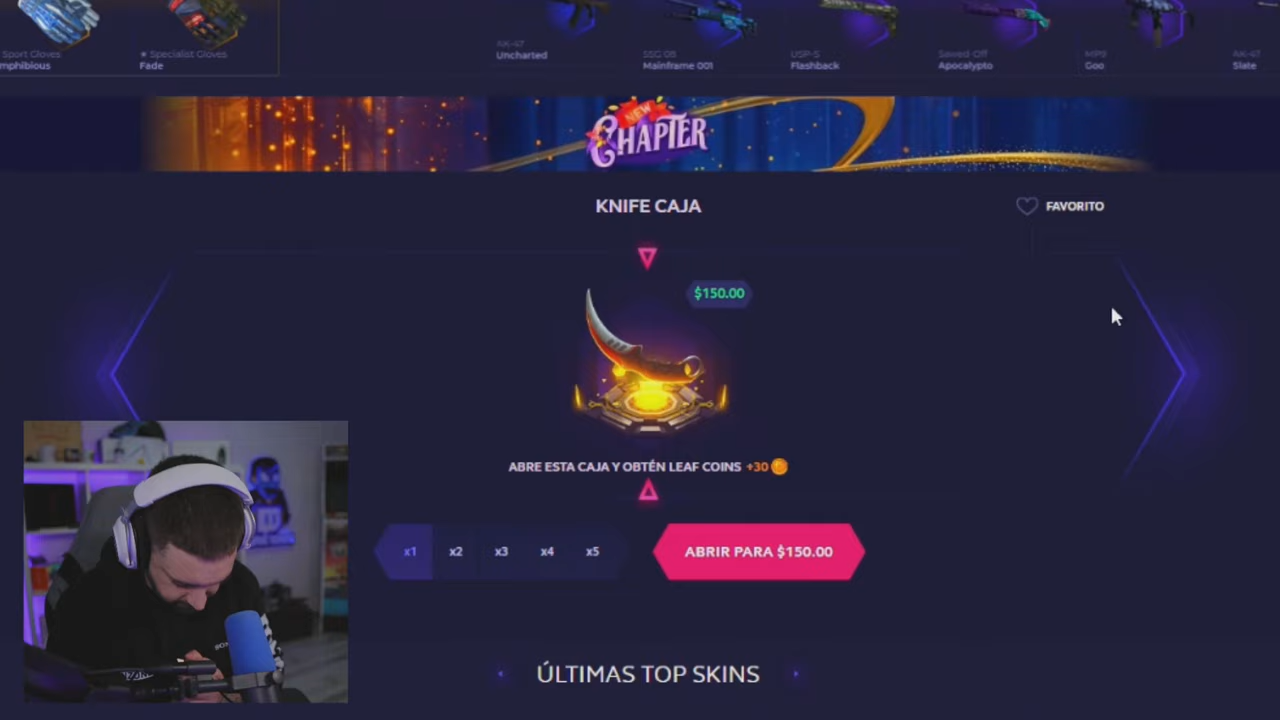 Sport Gloves
mphibious
★ Specialist Gloves
Fade
AK-47
Uncharted
SSG 08
Mainframe 001
USP-S
Flashback
Sawed-Off
Apocalypto
MP9
Goo
AK-47
Slate
NEW
CHAPTER
KNIFE CAJA
FAVORITO
$150.00
ABRE ESTA CAJA Y OBTÉN LEAF COINS +30
x1 x2 x3 x4 x5
ABRIR PARA $150.00
ÚLTIMAS TOP SKINS